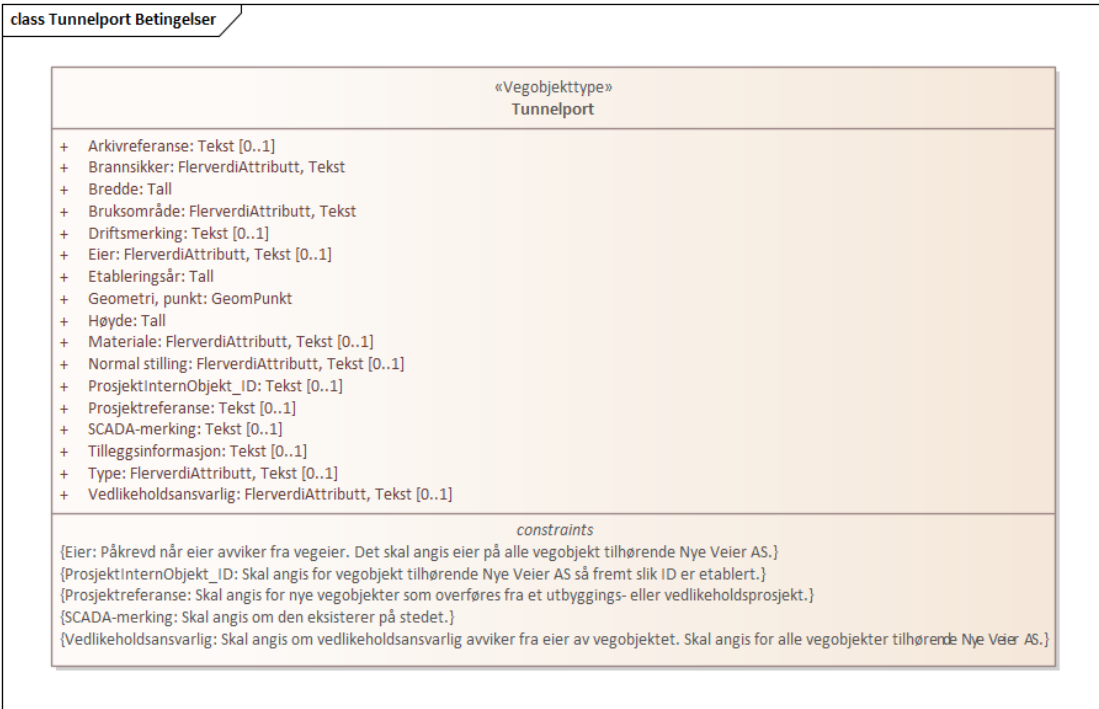 class Tunnelport Betingelser
«Vegobjekttype»
Tunnelport
+ Arkivreferanse: Tekst [0..1]
+ Brannsikker: FlerverdiAttributt, Tekst
+ Bredde: Tall
+ Bruksområde: FlerverdiAttributt, Tekst
+ Driftsmerking: Tekst [0..1]
+ Eier: FlerverdiAttributt, Tekst [0..1]
+ Etableringsår: Tall
+ Geometri, punkt: GeomPunkt
+ Høyde: Tall
+ Materiale: FlerverdiAttributt, Tekst [0..1]
+ Normal stilling: FlerverdiAttributt, Tekst [0..1]
+ ProsjektInternObjekt_ID: Tekst [0..1]
+ Prosjektreferanse: Tekst [0..1]
+ SCADA-merking: Tekst [0..1]
+ Tilleggsinformasjon: Tekst [0..1]
+ Type: FlerverdiAttributt, Tekst [0..1]
+ Vedlikeholdsansvarlig: FlerverdiAttributt, Tekst [0..1]
constraints
{Eier: Påkrevd når eier avviker fra vegeier. Det skal angis eier på alle vegobjekt tilhørende Nye Veier AS.}
{ProsjektInternObjekt_ID: Skal angis for vegobjekt tilhørende Nye Veier AS så fremt slik ID er etablert.}
{Prosjektreferanse: Skal angis for nye vegobjekter som overføres fra et utbyggings- eller vedlikeholdsprosjekt.}
{SCADA-merking: Skal angis om den eksisterer på stedet.}
{Vedlikeholdsansvarlig: Skal angis om vedlikeholdsansvarlig avviker fra eier av vegobjektet. Skal angis for alle vegobjekter tilhørende Nye Veier AS.}